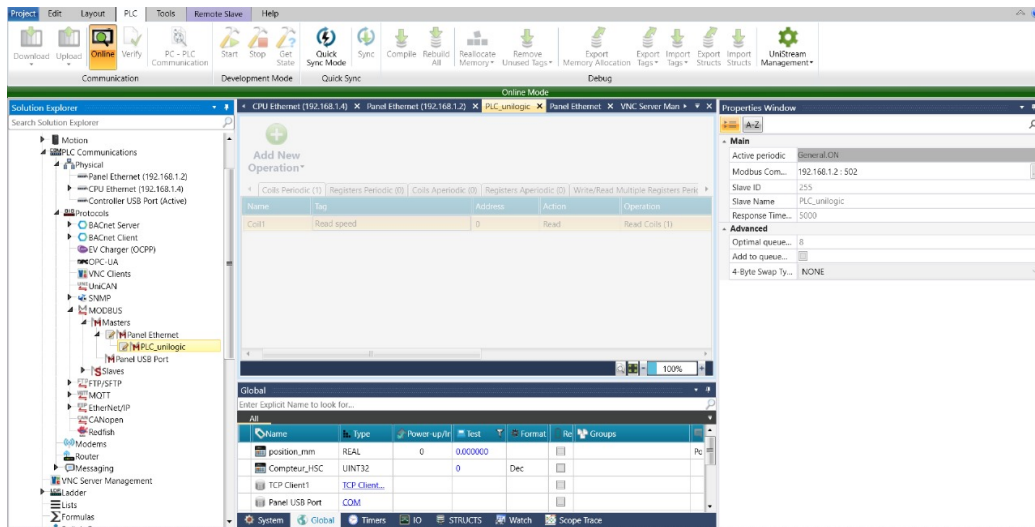 Project Edit Layout PLC Tools Remote Slave Help
Download Upload Online Verify PC - PLC Communication Start Stop Get State Quick Sync Mode Sync Compile Rebuild All Reallocate Memory Remove Unused Tags Export Memory Allocation Export Tags Import Tags Export Structs Import Structs UniStream Management
Communication Development Mode Quick Sync Debug
Online Mode
Solution Explorer
Search Solution Explorer
Motion
PLC Communications
Physical
Panel Ethernet (192.168.1.2)
CPU Ethernet (192.168.1.4)
Controller USB Port (Active)
Protocols
BACnet Server
BACnet Client
EV Charger (OCPP)
OPC-UA
VNC Clients
UniCAN
SNMP
MODBUS
Masters
Panel Ethernet
PLC_unilogic
Panel USB Port
Slaves
FTP/SFTP
MQTT
EtherNet/IP
CANopen
Redfish
Modems
Router
Messaging
VNC Server Management
Ladder
Lists
Formulas
CPU Ethernet (192.168.1.4) X Panel Ethernet (192.168.1.2) X PLC_unilogic X Panel Ethernet X VNC Server Man
Add New
Operation
Coils Periodic (1) Registers Periodic (0) Coils Aperiodic (0) Registers Aperiodic (0) Write/Read Multiple Registers Peri
Name Tag Address Action Operation
Coil1 Read speed 0 Read Read Coils (1)
100%
Global
Enter Explicit Name to look for...
All
Name Type Power-up/Ir Test Format Re Groups
position_mm REAL 0 0.000000 Po
Compteur_HSC UINT32 0 Dec
TCP Client1 TCP Client...
Panel USB Port COM
System Global Timers IO STRUCTS Watch Scope Trace
Properties Window
A-Z
Main
Active periodic General.ON
Modbus Com... 192.168.1.2 : 502
Slave ID 255
Slave Name PLC_unilogic
Response Time... 5000
Advanced
Optimal queue... 8
Add to queue...
4-Byte Swap Ty... NONE